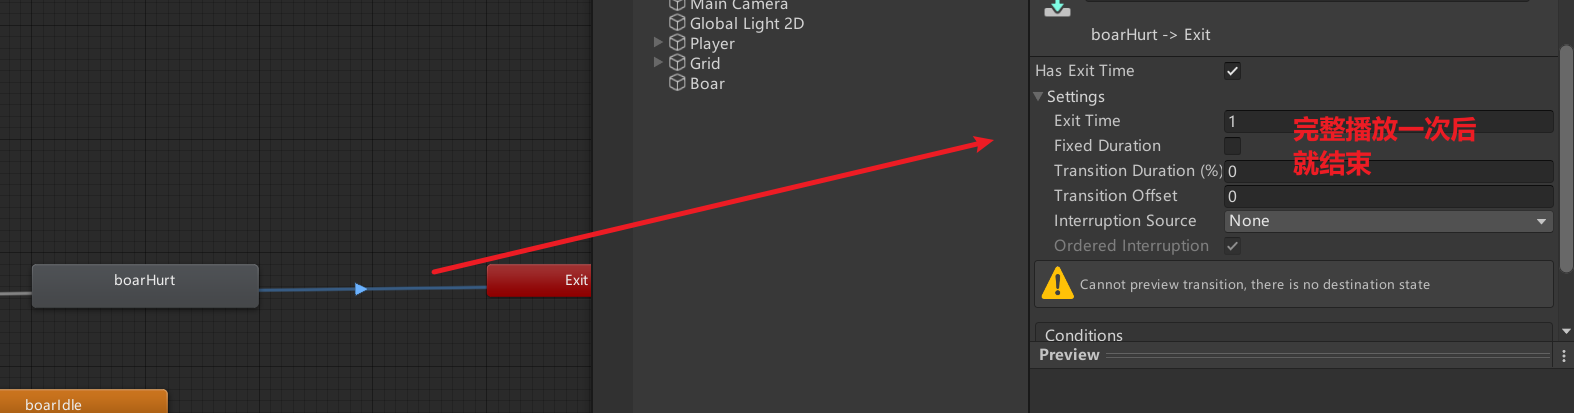 Main Camera
Global Light 2D
Player
Grid
Boar
boarHurt
Exit
boarIdle
boarHurt -> Exit
Has Exit Time
Settings
Exit Time 1
Fixed Duration
Transition Duration (%) 0
Transition Offset 0
Interruption Source None
Ordered Interruption
完整播放一次后
就结束
Cannot preview transition, there is no destination state
Conditions
Preview